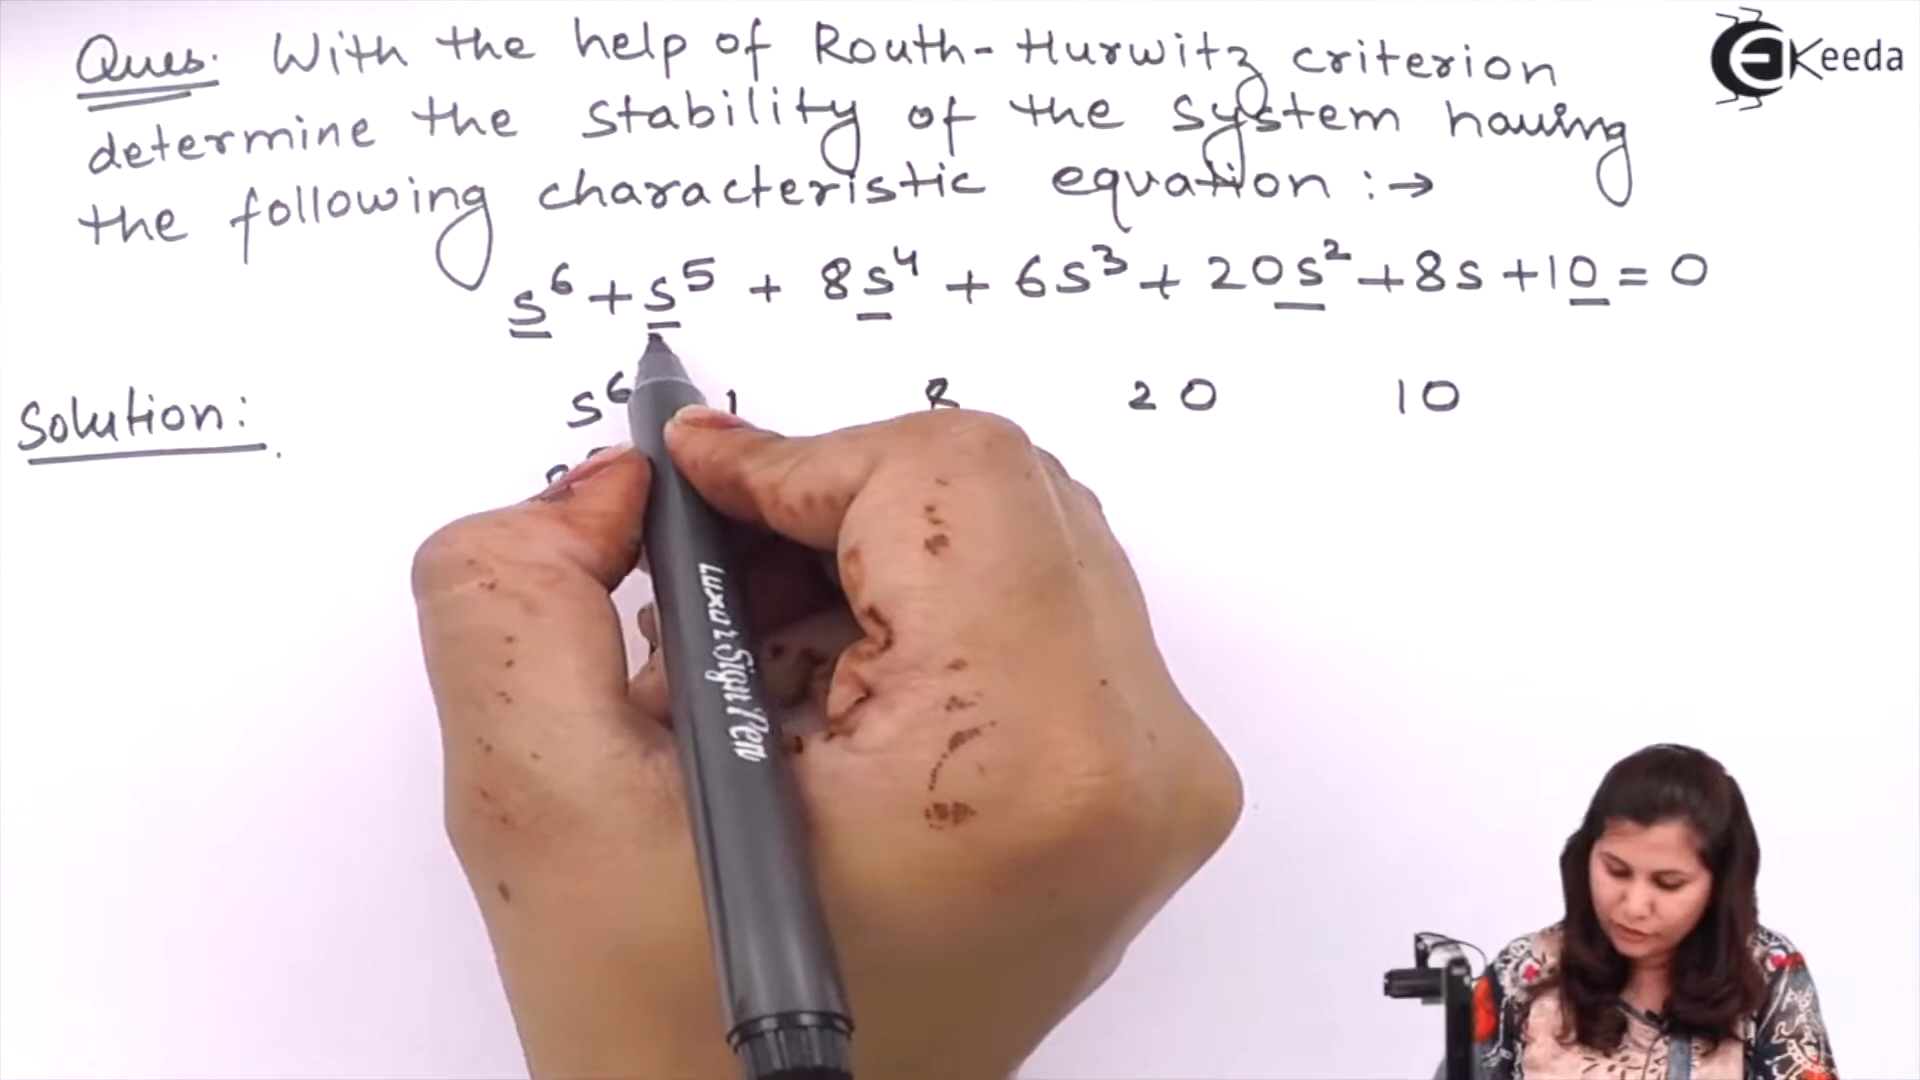 Ques. With the help of Routh-Hurwitz criterion
Keeda
determine the stability of the system having
the following characteristic equation :→
s⁶ + s⁵ + 8s⁴ + 6s³ + 20s² + 8s + 10 = 0
Solution:
s⁶ 1 8 20 10
Luxor Sign Pen